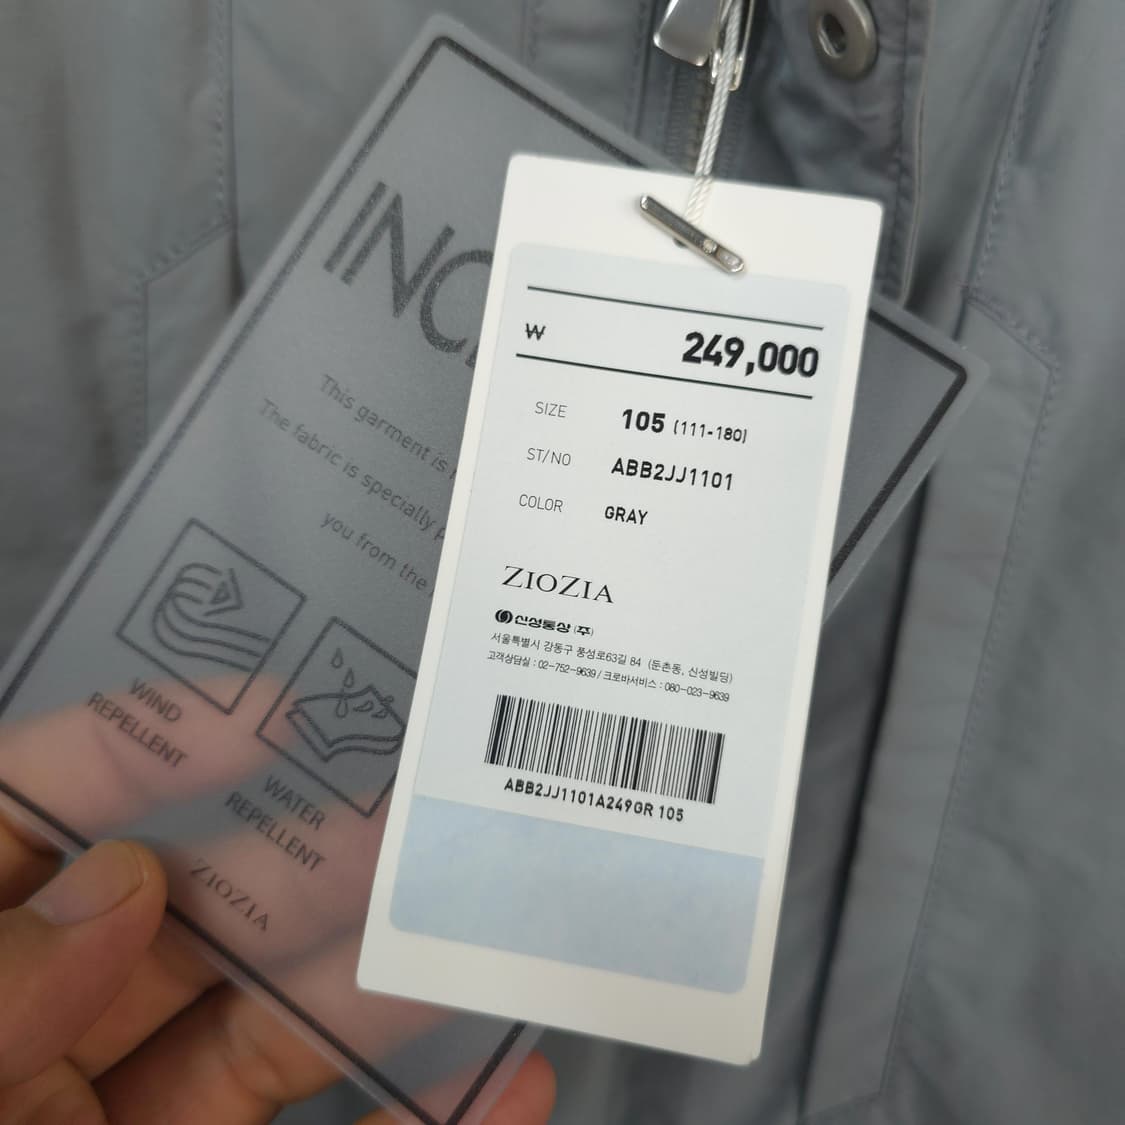 This garment is
The fabric is specially
you from the
WIND
REPELLENT
WATER
REPELLENT
ZIOZIA
₩ 249,000
SIZE 105 (111-180)
ST/NO ABB2JJ1101
COLOR GRAY
ZIOZIA
신성통상(주)
서울특별시 강동구 풍성로63길 84 (둔촌동, 신성빌딩)
고객상담실 : 02-752-9639 / 크로바서비스 : 080-023-9639
ABB2JJ1101A249GR 105